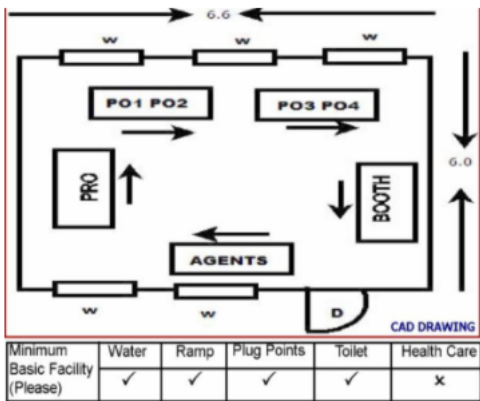 6.6
w w w
PO1 PO2 PO3 PO4
6.0
PRO BOOTH
AGENTS
w w D
CAD DRAWING
Minimum Basic Facility (Please) Water Ramp Plug Points Toilet Health Care
✓ ✓ ✓ ✓ x